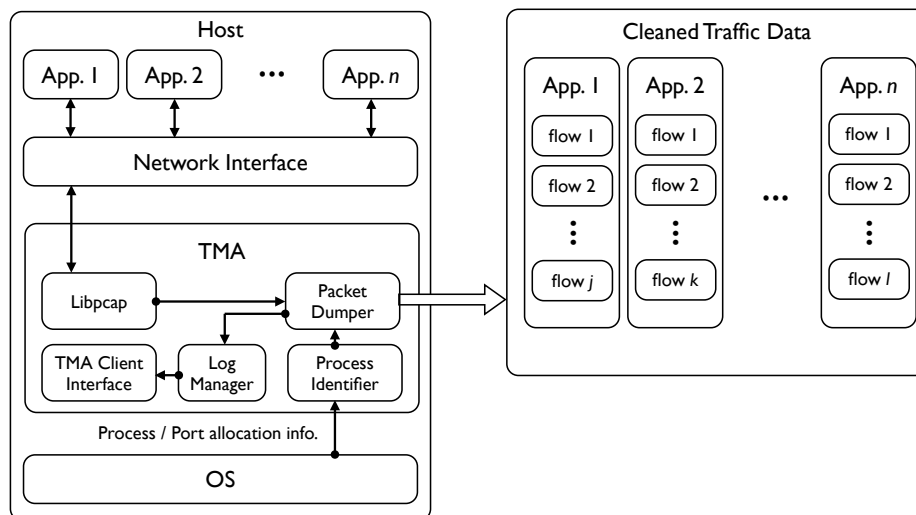 Host
App. 1
App. 2
•••
App. n
Network Interface
TMA
Libpcap
Packet
Dumper
TMA Client
Interface
Log
Manager
Process
Identifier
Process / Port allocation info.
OS
Cleaned Traffic Data
App. 1
flow 1
flow 2
flow j
App. 2
flow 1
flow 2
flow k
•••
App. n
flow 1
flow 2
flow l